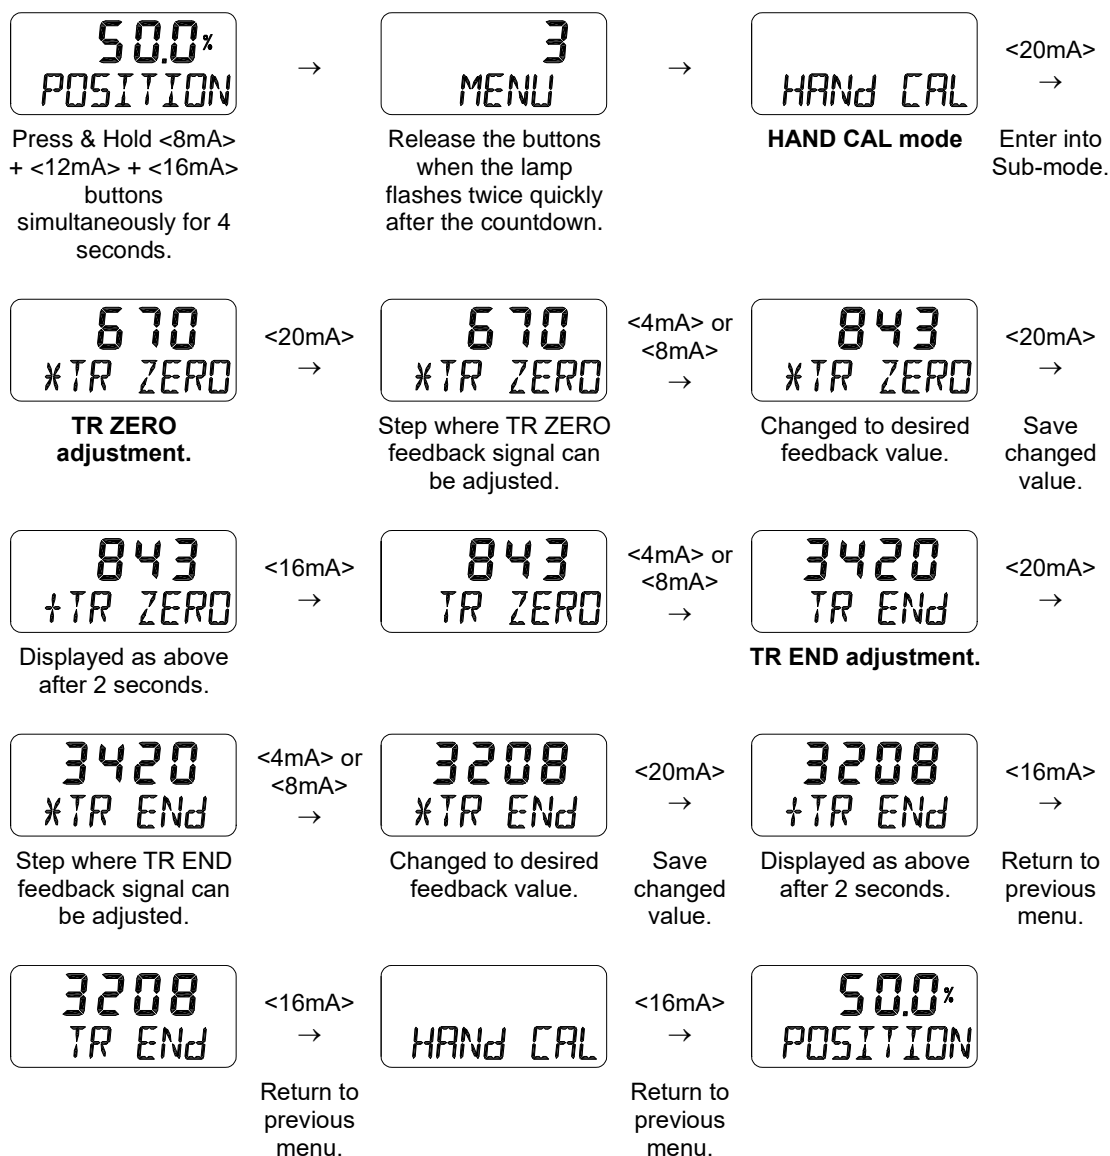 50.0%
POSITION
→
3
MENU
→
HANd CAL
<20mA>
→
Press & Hold <8mA>
+ <12mA> + <16mA>
buttons
simultaneously for 4
seconds.
Release the buttons
when the lamp
flashes twice quickly
after the countdown.
HAND CAL mode
Enter into
Sub-mode.
670
*TR ZERO
<20mA>
→
670
*TR ZERO
<4mA> or
<8mA>
→
843
*TR ZERO
<20mA>
→
TR ZERO
adjustment.
Step where TR ZERO
feedback signal can
be adjusted.
Changed to desired
feedback value.
Save
changed
value.
843
+TR ZERO
<16mA>
→
843
TR ZERO
<4mA> or
<8mA>
→
3420
TR ENd
<20mA>
→
Displayed as above
after 2 seconds.
TR END adjustment.
3420
*TR ENd
<4mA> or
<8mA>
→
3208
*TR ENd
<20mA>
→
3208
+TR ENd
<16mA>
→
Step where TR END
feedback signal can
be adjusted.
Changed to desired
feedback value.
Save
changed
value.
Displayed as above
after 2 seconds.
Return to
previous
menu.
3208
TR ENd
<16mA>
→
HANd CAL
<16mA>
→
50.0%
POSITION
Return to
previous
menu.
Return to
previous
menu.